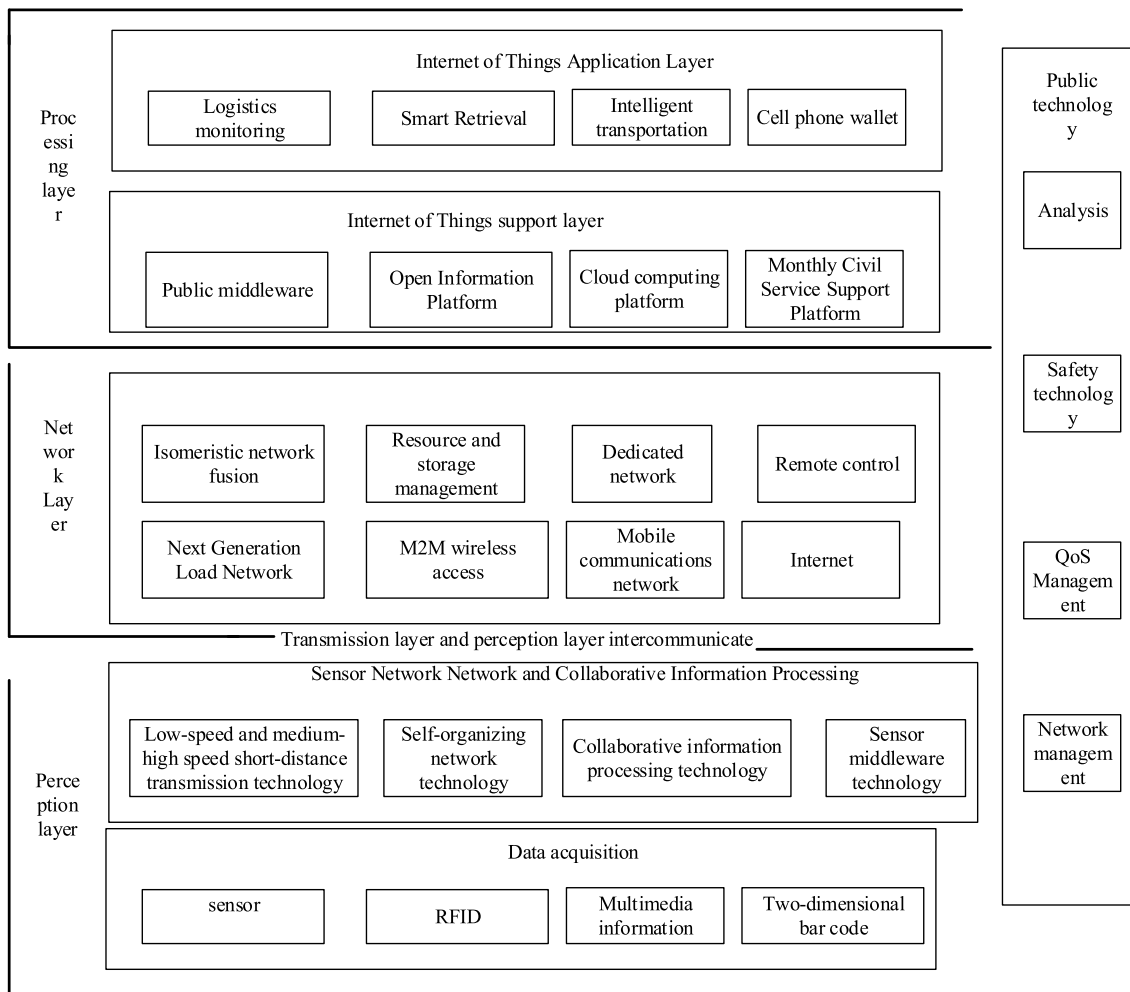 Proc
essi
ng
laye
r
Internet of Things Application Layer
Logistics
monitoring
Smart Retrieval
Intelligent
transportation
Cell phone wallet
Internet of Things support layer
Public middleware
Open Information
Platform
Cloud computing
platform
Monthly Civil
Service Support
Platform
Net
wor
k
Lay
er
Isomeristic network
fusion
Resource and
storage
management
Dedicated
network
Remote control
Next Generation
Load Network
M2M wireless
access
Mobile
communications
network
Internet
Transmission layer and perception layer intercommunicate
Perce
ption
layer
Sensor Network Network and Collaborative Information Processing
Low-speed and medium-
high speed short-distance
transmission technology
Self-organizing
network
technology
Collaborative information
processing technology
Sensor
middleware
technology
Data acquisition
sensor
RFID
Multimedia
information
Two-dimensional
bar code
Public
technolog
y
Analysis
Safety
technolog
y
QoS
Managem
ent
Network
managem
ent